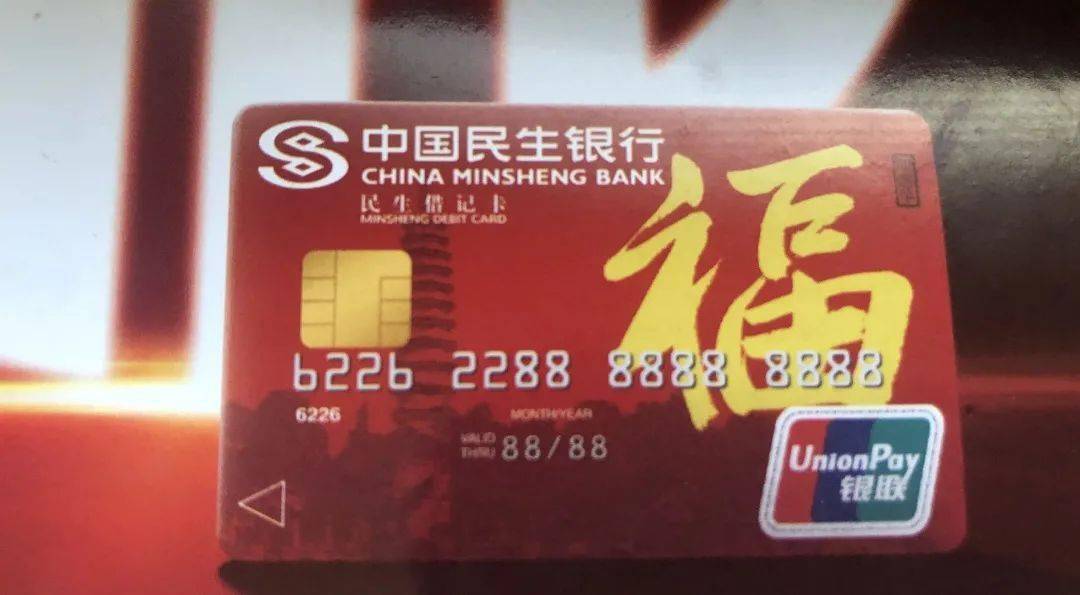 中国民生银行
CHINA MINSHENG BANK
民生借记卡
MINSHENG DEBIT CARD
福
6226 2288 8888 8888
6226
MONTH/YEAR
VALID
THRU 88/88
UnionPay
银联